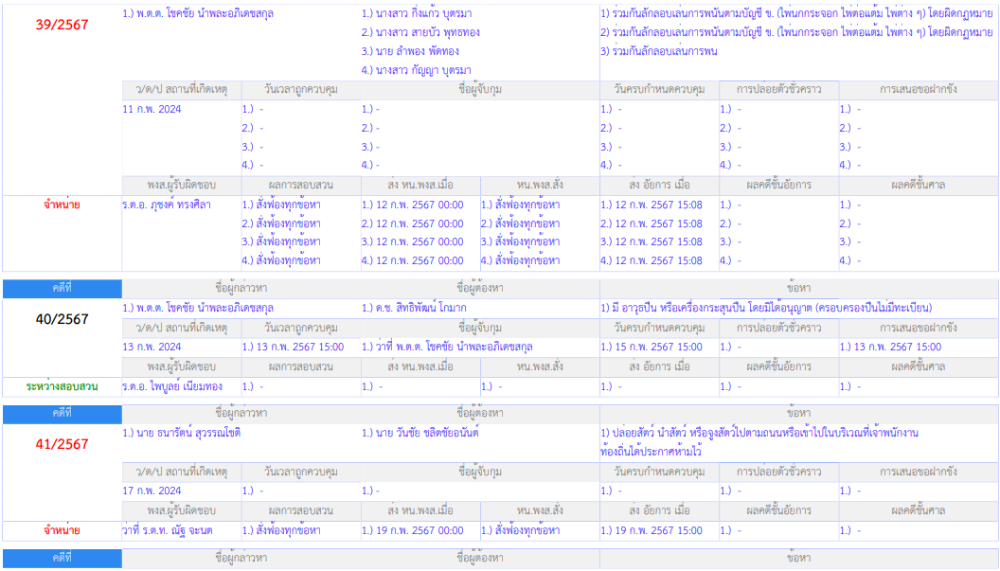 39/2567 1.) พ.ต.ต. โชคชัย นำพละอภิเดชสกุล 1.) นางสาว กิ่งแก้ว บุตรมา 1) ร่วมกันลักลอบเล่นการพนันตามบัญชี ข. (ไพ่นกกระจอก ไพ่ต่อแต้ม ไพ่ต่าง ๆ) โดยผิดกฏหมาย
2.) นางสาว สายบัว พุทธทอง 2) ร่วมกันลักลอบเล่นการพนันตามบัญชี ข. (ไพ่นกกระจอก ไพ่ต่อแต้ม ไพ่ต่าง ๆ) โดยผิดกฏหมาย
3.) นาย ลำพอง พัดทอง 3) ร่วมกันลักลอบเล่นการพน
4.) นางสาว กัญญา บุตรมา
ว/ด/ป สถานที่เกิดเหตุ วันเวลาถูกควบคุม ชื่อผู้จับกุม วันครบกำหนดควบคุม การปล่อยตัวชั่วคราว การเสนอขอฝากขัง
11 ก.พ. 2024 1.) - 1.) - 1.) - 1.) - 1.) -
2.) - 2.) - 2.) - 2.) - 2.) -
3.) - 3.) - 3.) - 3.) - 3.) -
4.) - 4.) - 4.) - 4.) - 4.) -
พงส.ผู้รับผิดชอบ ผลการสอบสวน ส่ง หน.พงส.เมื่อ หน.พงส.สั่ง ส่ง อัยการ เมื่อ ผลคดีชั้นอัยการ ผลคดีชั้นศาล
จำหน่าย ร.ต.อ. ภุชงค์ ทรงศิลา 1.) สั่งฟ้องทุกข้อหา 1.) 12 ก.พ. 2567 00:00 1.) สั่งฟ้องทุกข้อหา 1.) 12 ก.พ. 2567 15:08 1.) - 1.) -
2.) สั่งฟ้องทุกข้อหา 2.) 12 ก.พ. 2567 00:00 2.) สั่งฟ้องทุกข้อหา 2.) 12 ก.พ. 2567 15:08 2.) - 2.) -
3.) สั่งฟ้องทุกข้อหา 3.) 12 ก.พ. 2567 00:00 3.) สั่งฟ้องทุกข้อหา 3.) 12 ก.พ. 2567 15:08 3.) - 3.) -
4.) สั่งฟ้องทุกข้อหา 4.) 12 ก.พ. 2567 00:00 4.) สั่งฟ้องทุกข้อหา 4.) 12 ก.พ. 2567 15:08 4.) - 4.) -
คดีที่ ชื่อผู้กล่าวหา ชื่อผู้ต้องหา ข้อหา
40/2567 1.) พ.ต.ต. โชคชัย นำพละอภิเดชสกุล 1.) ด.ช. สิทธิพัฒน์ โกมาก 1) มี อาวุธปืน หรือเครื่องกระสุนปืน โดยมิได้อนุญาต (ครอบครองปืนไม่มีทะเบียน)
ว/ด/ป สถานที่เกิดเหตุ วันเวลาถูกควบคุม ชื่อผู้จับกุม วันครบกำหนดควบคุม การปล่อยตัวชั่วคราว การเสนอขอฝากขัง
13 ก.พ. 2024 1.) 13 ก.พ. 2567 15:00 1.) ว่าที่ พ.ต.ต. โชคชัย นำพละอภิเดชสกุล 1.) 15 ก.พ. 2567 15:00 1.) - 1.) 13 ก.พ. 2567 15:00
พงส.ผู้รับผิดชอบ ผลการสอบสวน ส่ง หน.พงส.เมื่อ หน.พงส.สั่ง ส่ง อัยการ เมื่อ ผลคดีชั้นอัยการ ผลคดีชั้นศาล
ระหว่างสอบสวน ร.ต.อ. ไพบูลย์ เนียมทอง 1.) - 1.) - 1.) - 1.) - 1.) - 1.) -
คดีที่ ชื่อผู้กล่าวหา ชื่อผู้ต้องหา ข้อหา
41/2567 1.) นาย ธนารัตน์ สุวรรณโชติ 1.) นาย วันชัย ชลิตชัยอนันต์ 1) ปล่อยสัตว์ นำสัตว์ หรือจูงสัตว์ไปตามถนนหรือเข้าไปในบริเวณที่เจ้าพนักงาน
ท้องถิ่นได้ประกาศห้ามไว้
ว/ด/ป สถานที่เกิดเหตุ วันเวลาถูกควบคุม ชื่อผู้จับกุม วันครบกำหนดควบคุม การปล่อยตัวชั่วคราว การเสนอขอฝากขัง
17 ก.พ. 2024 1.) - 1.) - 1.) - 1.) - 1.) -
พงส.ผู้รับผิดชอบ ผลการสอบสวน ส่ง หน.พงส.เมื่อ หน.พงส.สั่ง ส่ง อัยการ เมื่อ ผลคดีชั้นอัยการ ผลคดีชั้นศาล
จำหน่าย ว่าที่ ร.ต.ท. ณัฐ จะนต 1.) สั่งฟ้องทุกข้อหา 1.) 19 ก.พ. 2567 00:00 1.) สั่งฟ้องทุกข้อหา 1.) 19 ก.พ. 2567 15:00 1.) - 1.) -
คดีที่ ชื่อผู้กล่าวหา ชื่อผู้ต้องหา ข้อหา